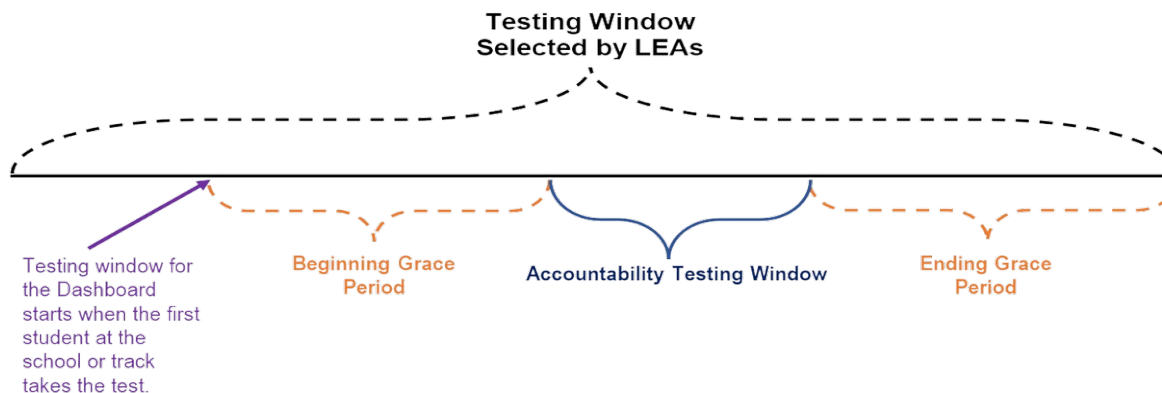 Testing Window
Selected by LEAs
Testing window for
the Dashboard
starts when the first
student at the
school or track
takes the test.
Beginning Grace
Period
Accountability Testing Window
Ending Grace
Period